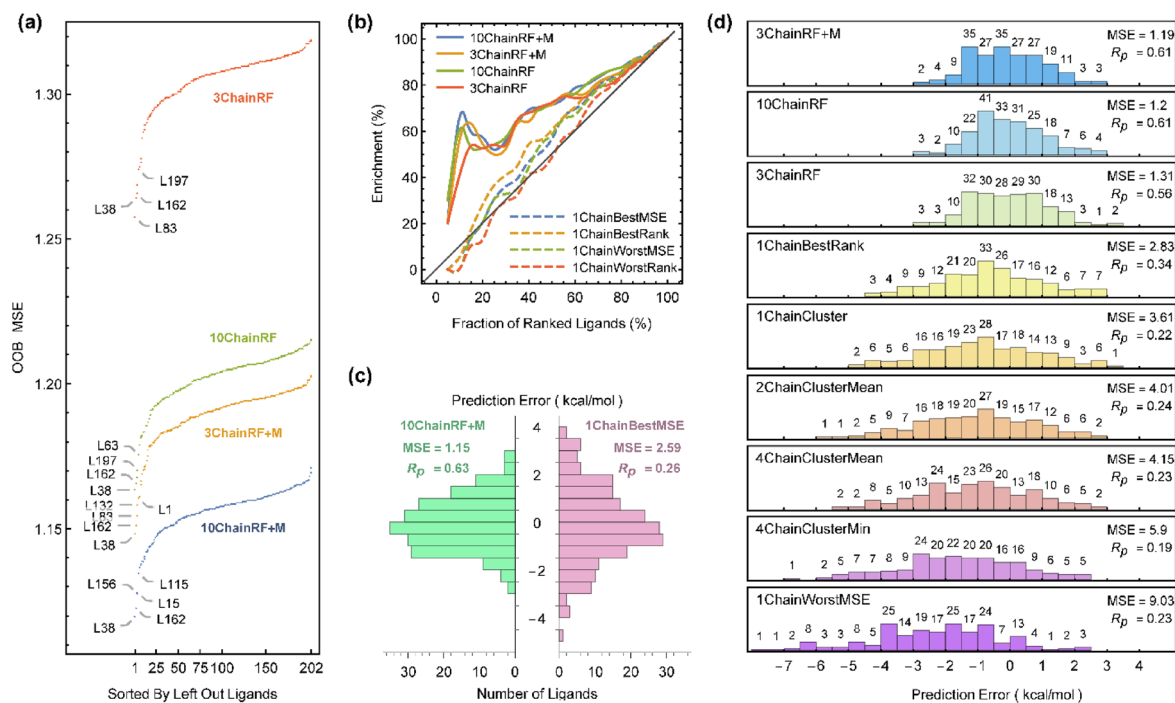 (a)
1.30
1.25
1.20
1.15
OOB MSE
3ChainRF
L197
L38
L162
L83
10ChainRF
3ChainRF+M
L63
L197
L162
L38
L132
L83
L1
L162
L38
10ChainRF+M
L156
L115
L15
L162
L38
1 25 50 75 100 150 202
Sorted By Left Out Ligands
(b)
100
80
60
40
20
0
Enrichment (%)
10ChainRF+M
3ChainRF+M
10ChainRF
3ChainRF
1ChainBestMSE
1ChainBestRank
1ChainWorstMSE
1ChainWorstRank
0 20 40 60 80 100
Fraction of Ranked Ligands (%)
(c)
Prediction Error ( kcal/mol)
10ChainRF+M
MSE = 1.15
Rp = 0.63
1ChainBestMSE
MSE = 2.59
Rp = 0.26
4
2
0
−2
−4
30 20 10 0 0 10 20 30
Number of Ligands
(d)
3ChainRF+M
2 4 9 35 27 35 27 27 19 11 3 3
MSE = 1.19
Rp = 0.61
10ChainRF
3 2 10 22 41 33 31 25 18 7 6 4
MSE = 1.2
Rp = 0.61
3ChainRF
3 3 10 32 30 28 29 30 18 13 3 1 2
MSE = 1.31
Rp = 0.56
1ChainBestRank
3 4 9 9 12 21 20 33 26 17 16 12 6 7 7
MSE = 2.83
Rp = 0.34
1ChainCluster
2 6 5 6 16 16 19 23 28 17 18 14 13 9 3 6 1
MSE = 3.61
Rp = 0.22
2ChainClusterMean
1 1 2 5 9 7 16 18 19 20 27 19 15 17 12 6 6 2
MSE = 4.01
Rp = 0.24
4ChainClusterMean
2 2 8 5 10 13 24 15 23 26 20 13 18 10 6 5 2
MSE = 4.15
Rp = 0.23
4ChainClusterMin
1 2 5 7 7 8 9 24 20 22 20 20 16 16 9 6 5 5
MSE = 5.9
Rp = 0.19
1ChainWorstMSE
1 1 2 8 3 3 8 5 25 14 19 17 25 17 24 7 13 4 1 2 3
MSE = 9.03
Rp = 0.23
−7 −6 −5 −4 −3 −2 −1 0 1 2 3 4
Prediction Error ( kcal/mol)